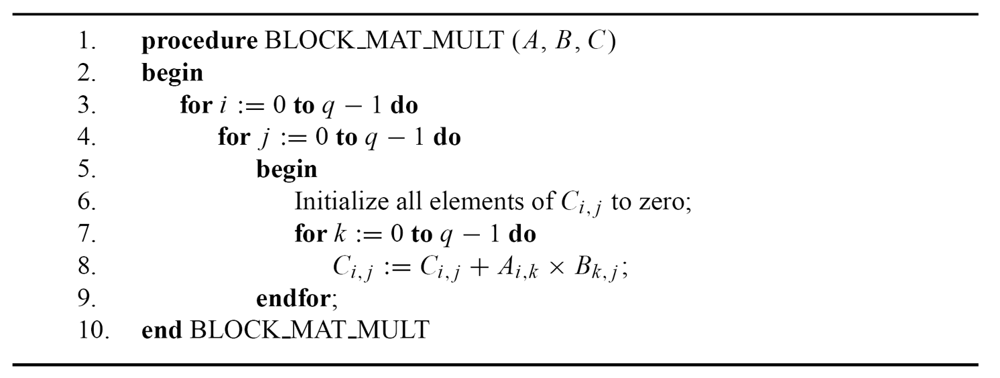 1. procedure BLOCK_MAT_MULT (A, B, C)
2. begin
3. for i := 0 to q − 1 do
4. for j := 0 to q − 1 do
5. begin
6. Initialize all elements of C_{i,j} to zero;
7. for k := 0 to q − 1 do
8. C_{i,j} := C_{i,j} + A_{i,k} × B_{k,j};
9. endfor;
10. end BLOCK_MAT_MULT